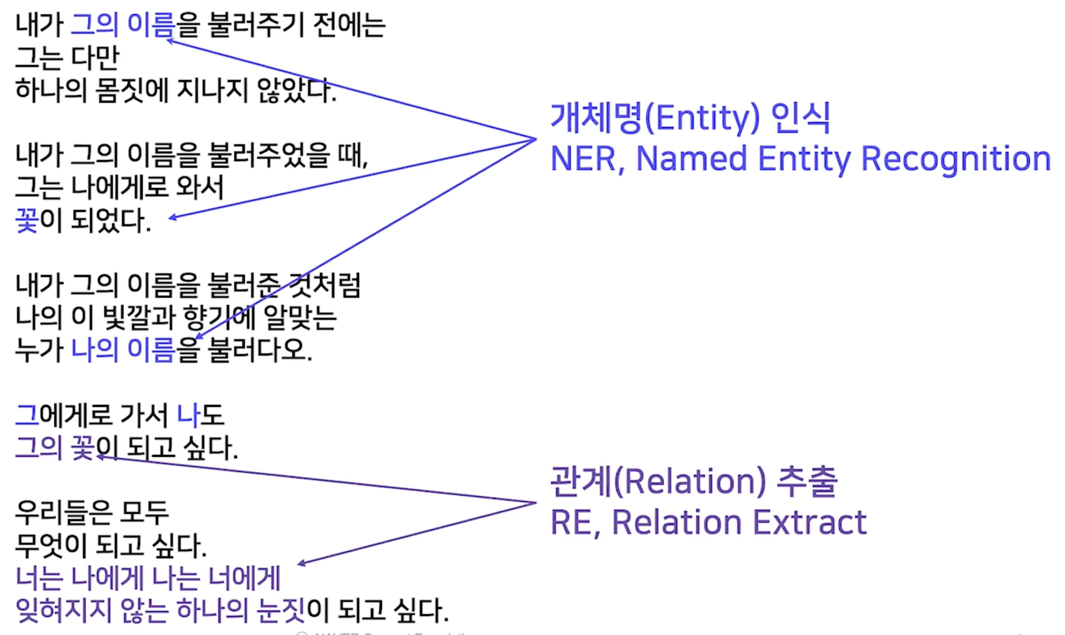 내가 그의 이름을 불러주기 전에는
그는 다만
하나의 몸짓에 지나지 않았다.
내가 그의 이름을 불러주었을 때,
그는 나에게로 와서
꽃이 되었다.
내가 그의 이름을 불러준 것처럼
나의 이 빛깔과 향기에 알맞는
누가 나의 이름을 불러다오.
그에게로 가서 나도
그의 꽃이 되고 싶다.
우리들은 모두
무엇이 되고 싶다.
너는 나에게 나는 너에게
잊혀지지 않는 하나의 눈짓이 되고 싶다.
개체명(Entity) 인식
NER, Named Entity Recognition
관계(Relation) 추출
RE, Relation Extract